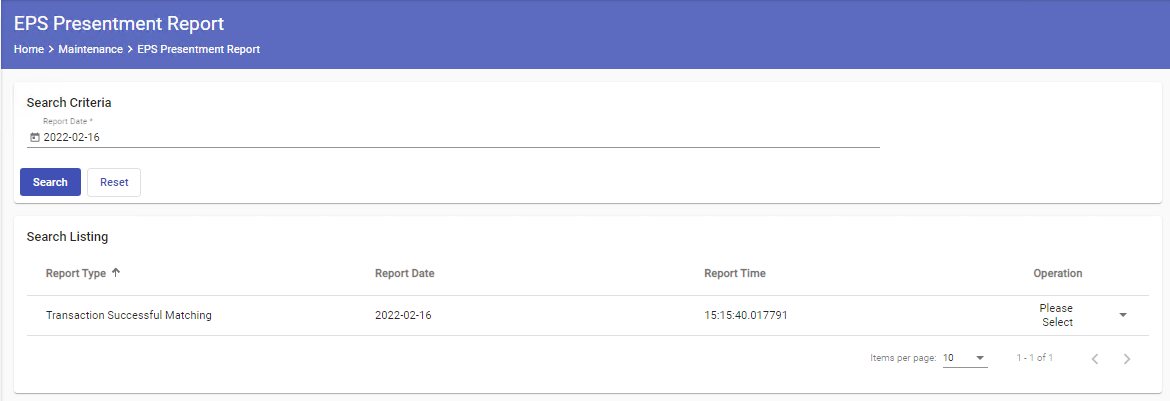 EPS Presentment Report
Home > Maintenance > EPS Presentment Report
Search Criteria
Report Date *
2022-02-16
Search Reset
Search Listing
Report Type Report Date Report Time Operation
Transaction Successful Matching 2022-02-16 15:15:40.017791 Please
Select
Items per page: 10 1 - 1 of 1